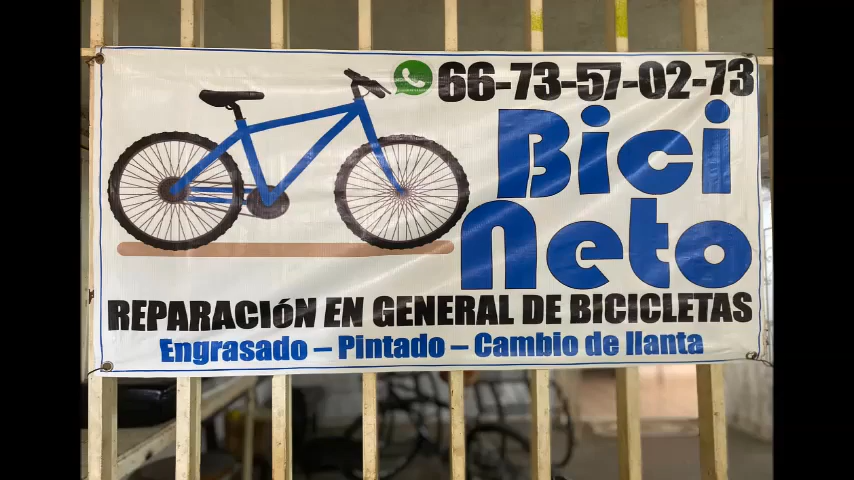 66-73-57-02-73
Bici
Neto
REPARACIÓN EN GENERAL DE BICICLETAS
Engrasado – Pintado – Cambio de llanta